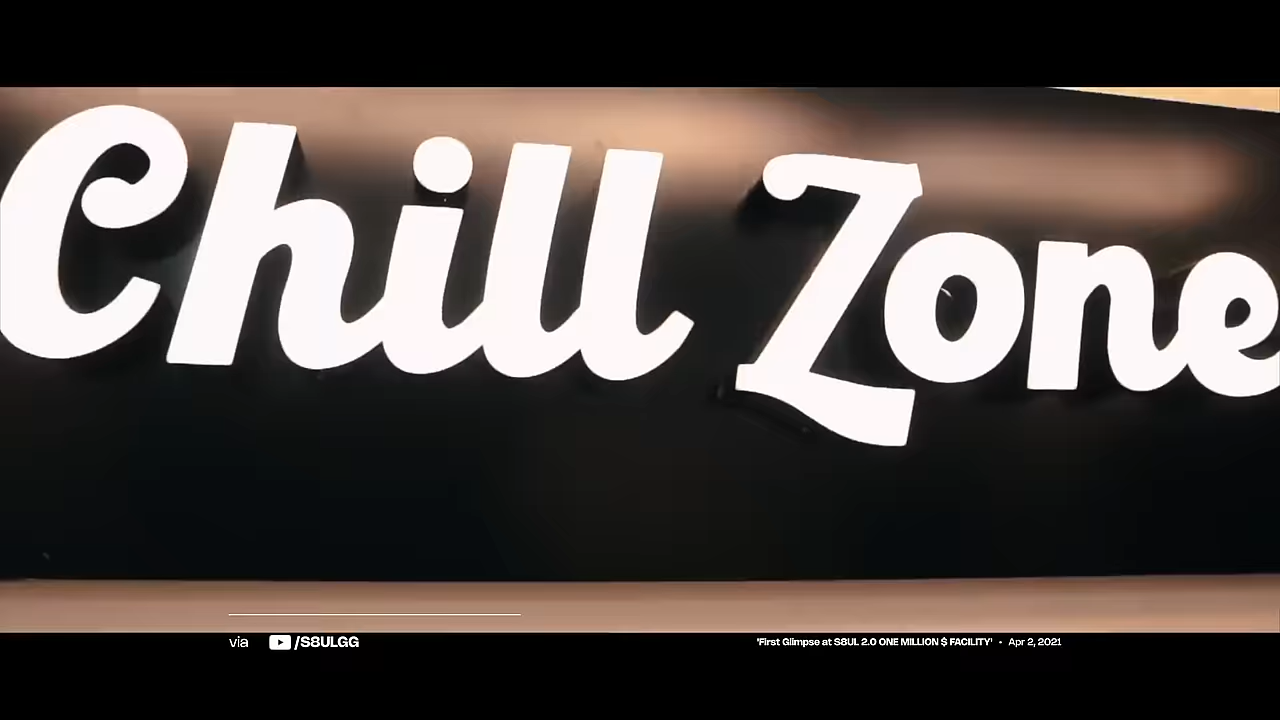 Chill Zone
via /S8ULGG 'First Glimpse at S8UL 2.0 ONE MILLION $ FACILITY' • Apr 2, 2021